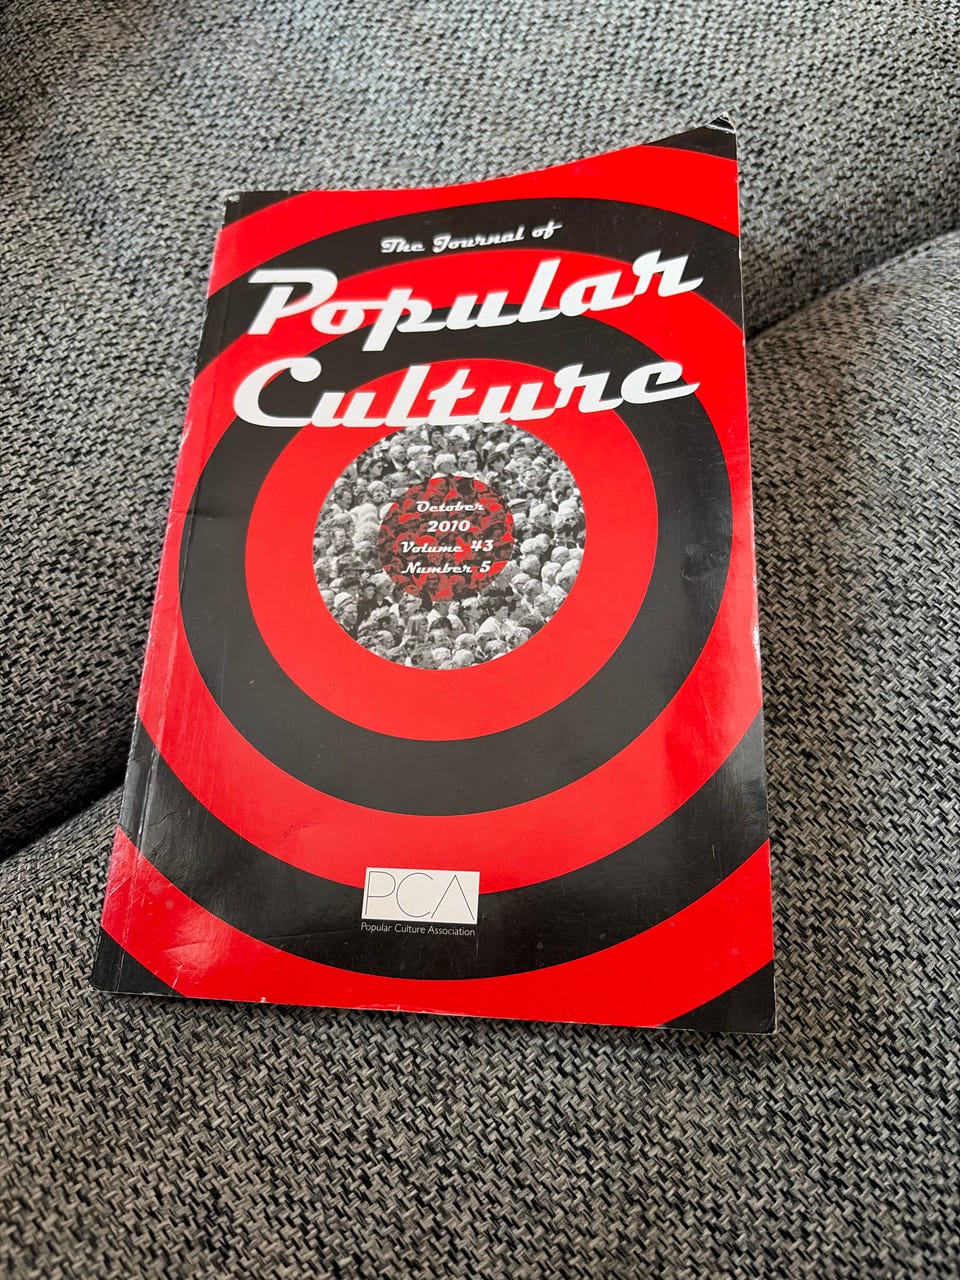 The Journal of
Popular
Culture
October
2010
Volume 43
Number 5
PCA
Popular Culture Association